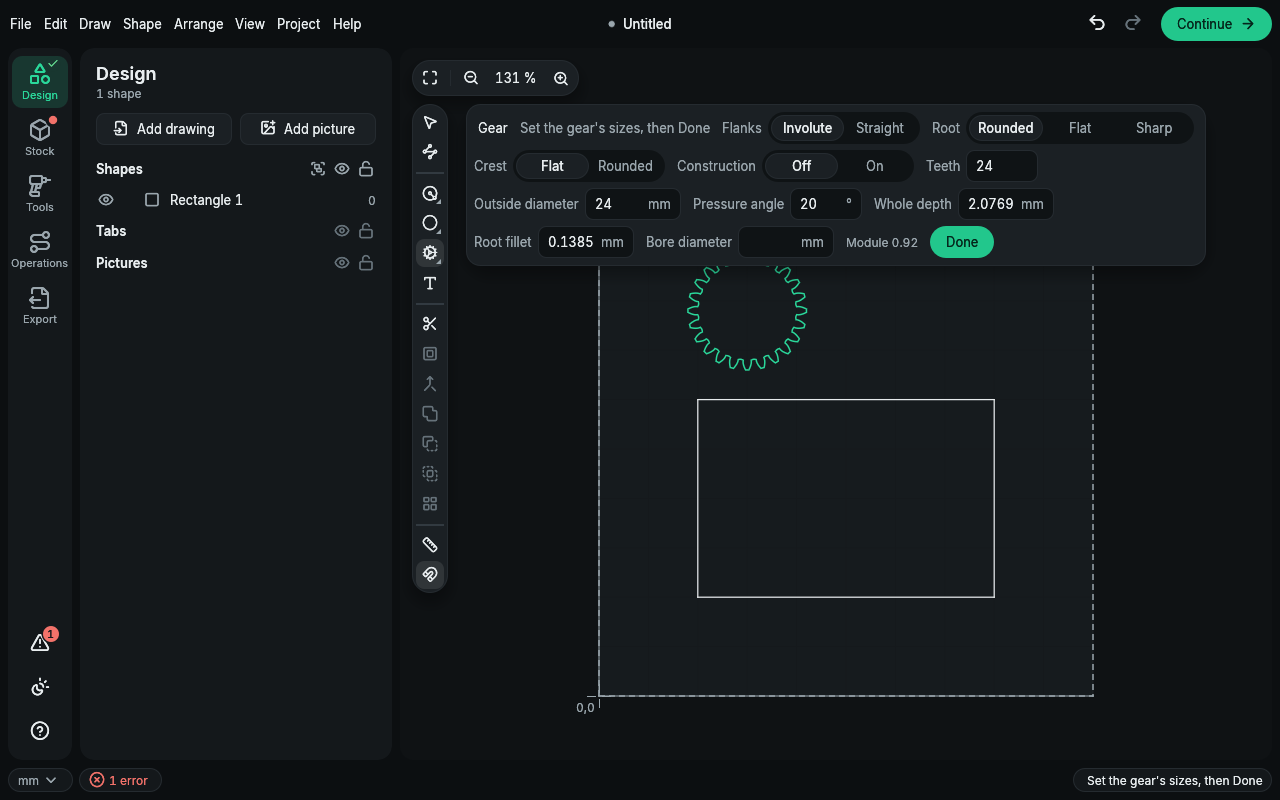 File Edit Draw Shape Arrange View Project Help
Untitled
Continue
Design
Stock
Tools
Operations
Export
1
Design
1 shape
Add drawing
Add picture
Shapes
Rectangle 1 0
Tabs
Pictures
131 %
Gear Set the gear's sizes, then Done Flanks Involute Straight Root Rounded Flat Sharp
Crest Flat Rounded Construction Off On Teeth 24
Outside diameter 24 mm Pressure angle 20 ° Whole depth 2.0769 mm
Root fillet 0.1385 mm Bore diameter mm Module 0.92 Done
0,0
mm
1 error
Set the gear's sizes, then Done